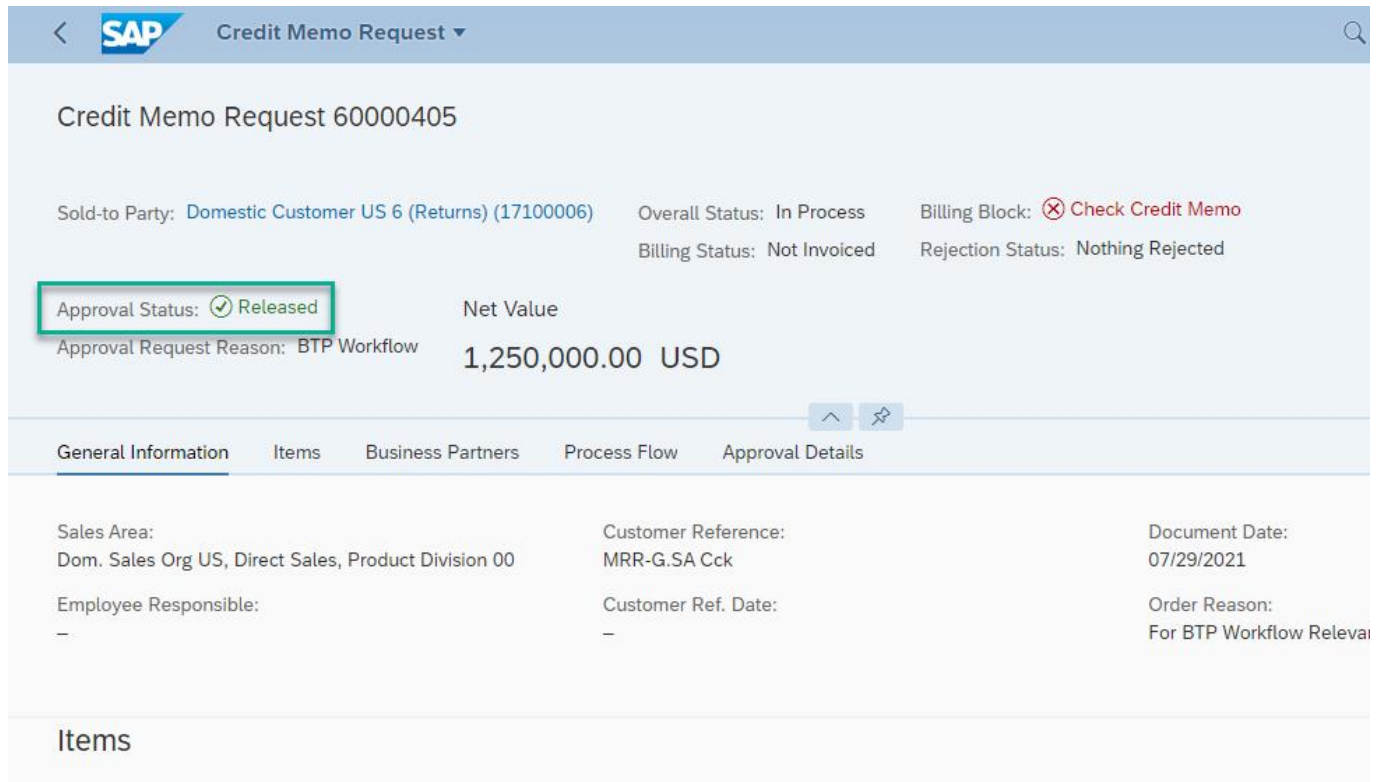 SAP Credit Memo Request
Credit Memo Request 60000405
Sold-to Party: Domestic Customer US 6 (Returns) (17100006) Overall Status: In Process Billing Block: Check Credit Memo
Billing Status: Not Invoiced Rejection Status: Nothing Rejected
Approval Status: Released Net Value
Approval Request Reason: BTP Workflow 1,250,000.00 USD
General Information Items Business Partners Process Flow Approval Details
Sales Area: Customer Reference: Document Date:
Dom. Sales Org US, Direct Sales, Product Division 00 MRR-G.SA Cck 07/29/2021
Employee Responsible: Customer Ref. Date: Order Reason:
– – For BTP Workflow
Items